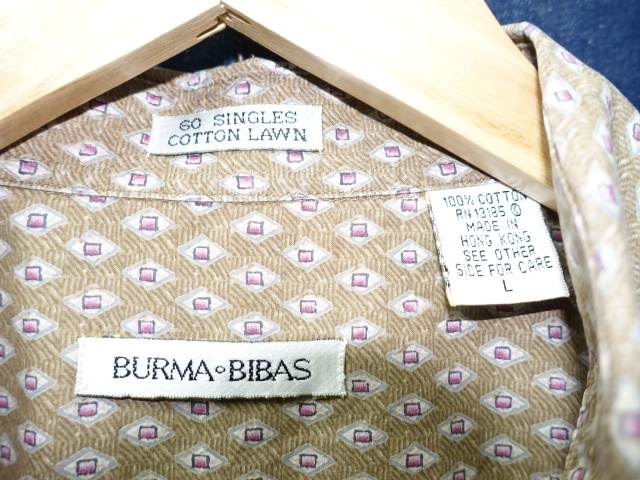 60 SINGLES
COTTON LAWN
100% COTTON
RN 13185 ©
MADE IN
HONG KONG
SEE OTHER
SIDE FOR CARE
L
BURMA∘BIBAS